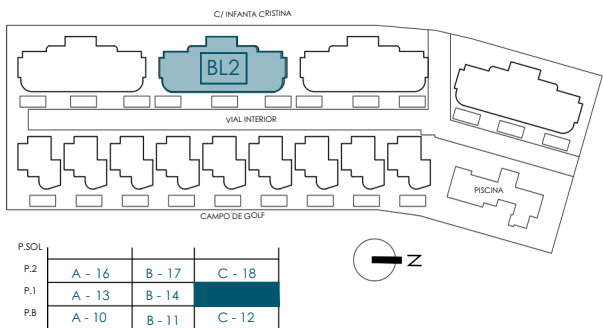 C/ INFANTA CRISTINA
BL2
VIAL INTERIOR
PISCINA
CAMPO DE GOLF
P.SOL
P.2 A - 16 B - 17 C - 18
P.1 A - 13 B - 14
P.B A - 10 B - 11 C - 12
N